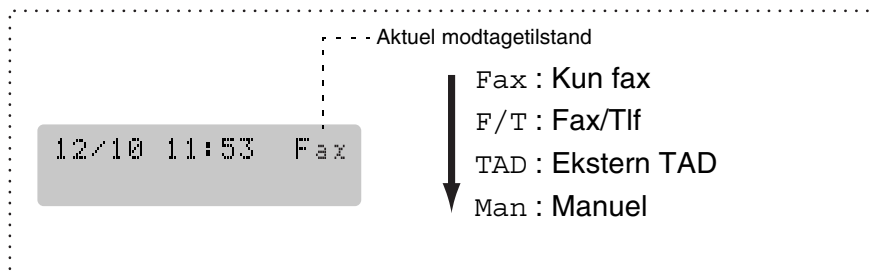 Aktuel modtagetilstand
12/10 11:53 Fax
Fax : Kun fax
F/T : Fax/Tlf
TAD : Ekstern TAD
Man : Manuel